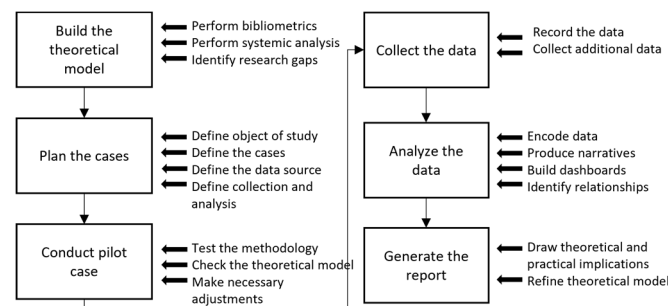 Build the
theoretical
model
Perform bibliometrics
Perform systemic analysis
Identify research gaps
Plan the cases
Define object of study
Define the cases
Define the data source
Define collection and
analysis
Conduct pilot
case
Test the methodology
Check the theoretical model
Make necessary
adjustments
Collect the data
Record the data
Collect additional data
Analyze the
data
Encode data
Produce narratives
Build dashboards
Identify relationships
Generate the
report
Draw theoretical and
practical implications
Refine theoretical model